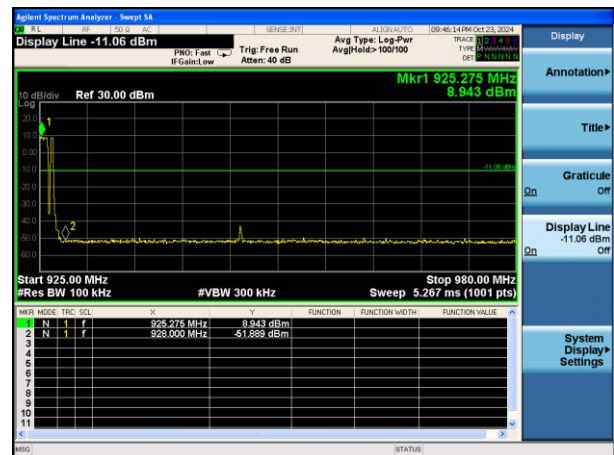 Agilent Spectrum Analyzer - Swept SA
RL RF 50 Ω AC SENSE:INT ALIGNAUTO 09:46:14 PM Oct 23, 2024
Display Line -11.06 dBm
PNO: Fast
IFGain:Low
Trig: Free Run
Atten: 40 dB
Avg Type: Log-Pwr
Avg|Hold:> 100/100
TRACE 1 2 3 4 5 6
TYPE M
DET P N N N N N
Display
Mkr1 925.275 MHz
8.943 dBm
10 dB/div Ref 30.00 dBm
Log
20.0
10.0
0.00
-10.0
-20.0
-30.0
-40.0
-50.0
-60.0
1
2
-11.06 dBm
Start 925.00 MHz Stop 980.00 MHz
#Res BW 100 kHz #VBW 300 kHz Sweep 5.267 ms (1001 pts)
MKR MODE TRC SCL X Y FUNCTION FUNCTION WIDTH FUNCTION VALUE
1 N 1 f 925.275 MHz 8.943 dBm
2 N 1 f 928.000 MHz -51.889 dBm
3
4
5
6
7
8
9
10
11
MSG STATUS
Annotation
Title
Graticule
On Off
Display Line
-11.06 dBm
On Off
System
Display
Settings